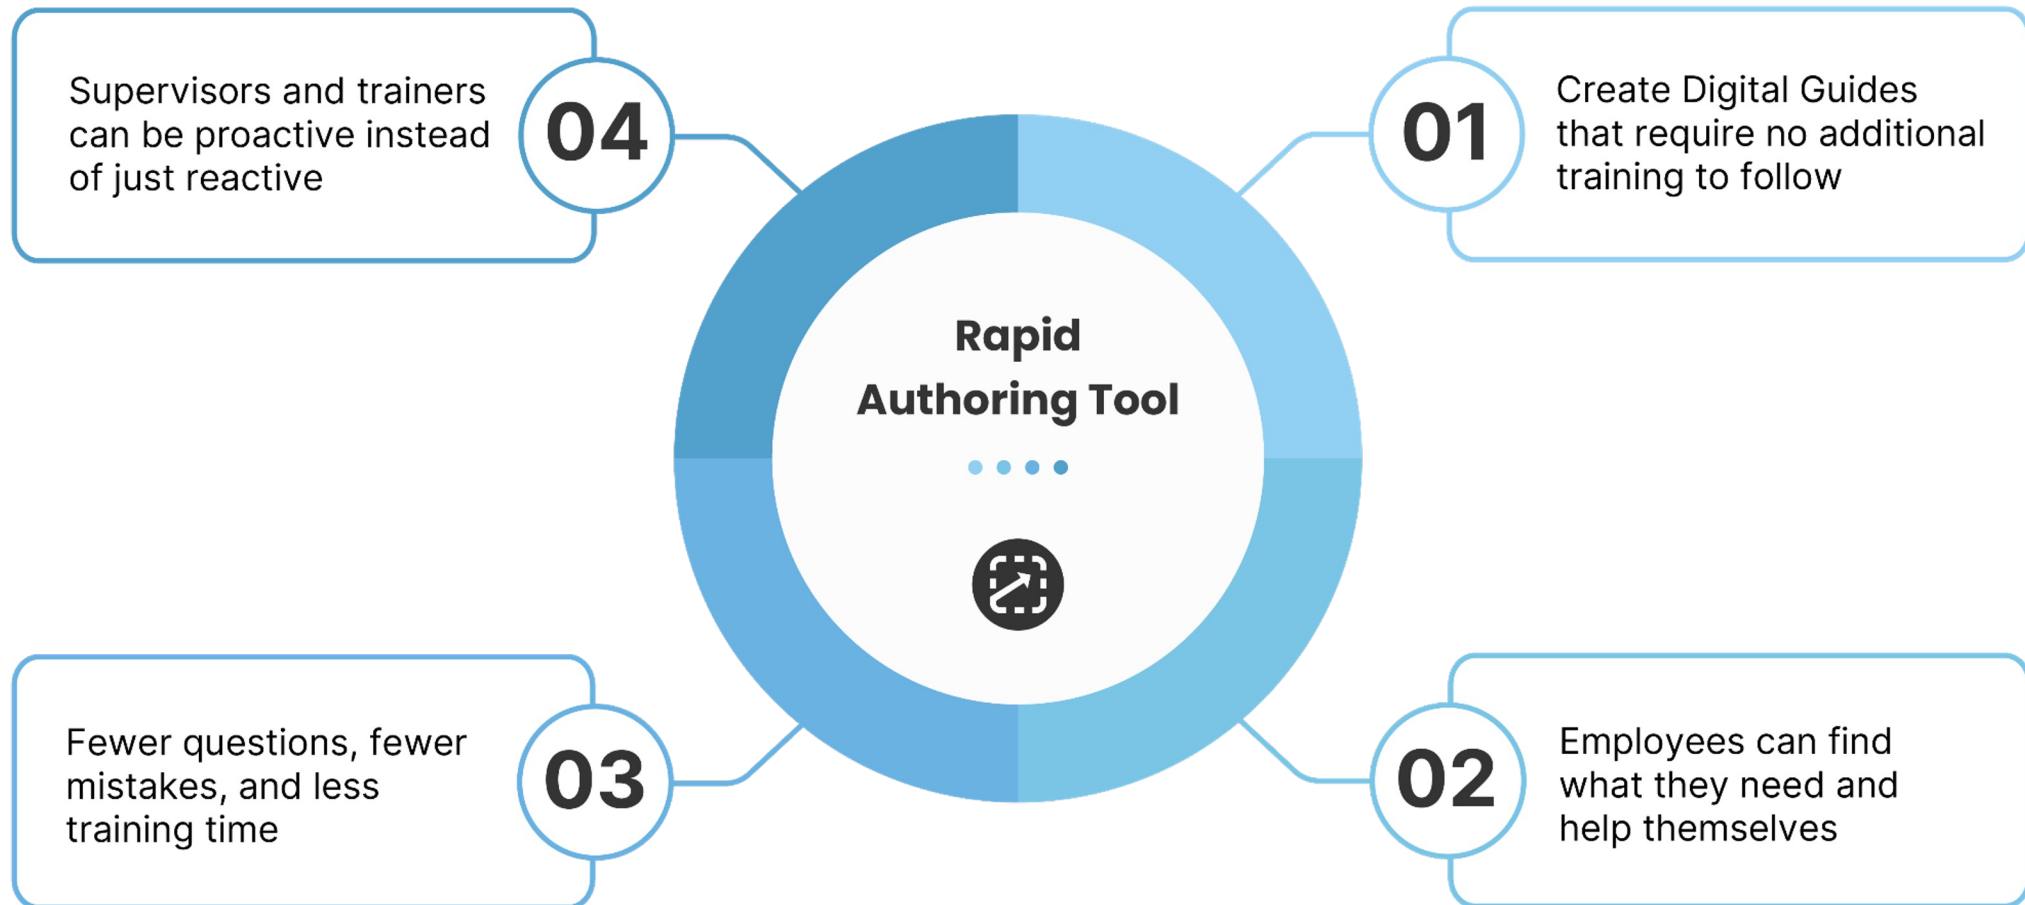 Rapid
Authoring Tool
01
Create Digital Guides
that require no additional
training to follow
02
Employees can find
what they need and
help themselves
03
Fewer questions, fewer
mistakes, and less
training time
04
Supervisors and trainers
can be proactive instead
of just reactive